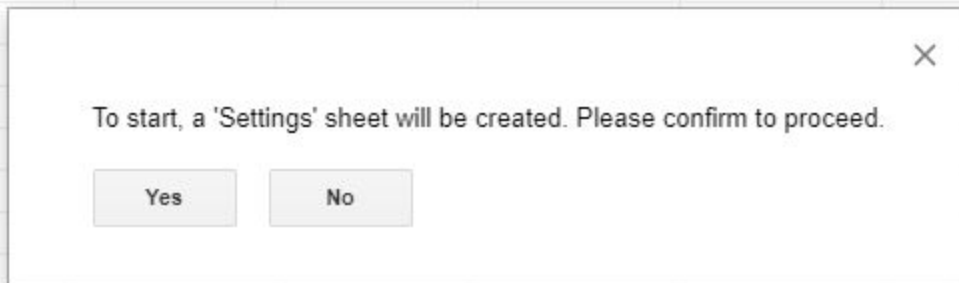 To start, a 'Settings' sheet will be created. Please confirm to proceed.
Yes No